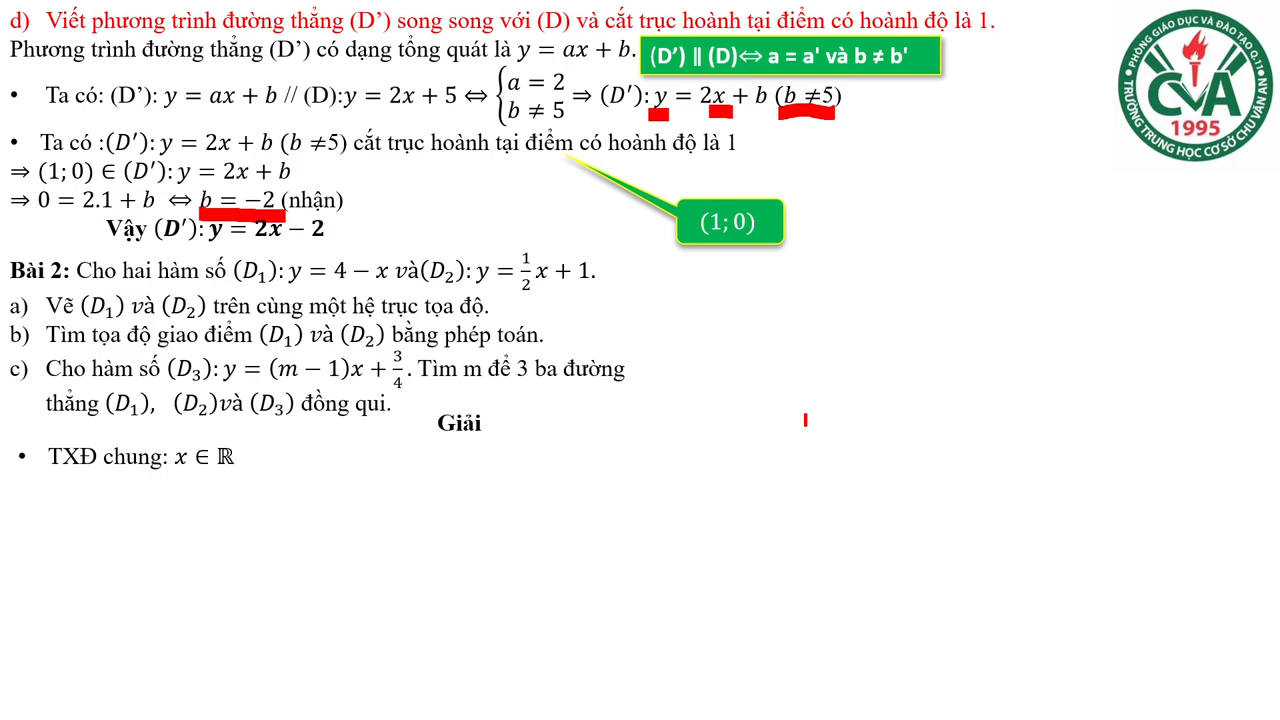 d) Viết phương trình đường thẳng (D’) song song với (D) và cắt trục hoành tại điểm có hoành độ là 1.
Phương trình đường thẳng (D’) có dạng tổng quát là y = ax + b.
(D’) ∥ (D)⇔ a = a' và b ≠ b'
• Ta có: (D’): y = ax + b // (D):y = 2x + 5 ⇔ {a = 2 b ≠ 5 ⇒ (D′): y = 2x + b (b ≠5)
• Ta có :(D′): y = 2x + b (b ≠5) cắt trục hoành tại điểm có hoành độ là 1
⇒ (1; 0) ∈ (D′): y = 2x + b
⇒ 0 = 2.1 + b ⇔ b = −2 (nhận)
(1; 0)
Vậy (D′): y = 2x − 2
Bài 2: Cho hai hàm số (D₁): y = 4 − x và(D₂): y = 1/2 x + 1.
a) Vẽ (D₁) và (D₂) trên cùng một hệ trục tọa độ.
b) Tìm tọa độ giao điểm (D₁) và (D₂) bằng phép toán.
c) Cho hàm số (D₃): y = (m − 1)x + 3/4. Tìm m để 3 ba đường
thẳng (D₁), (D₂)và (D₃) đồng qui.
Giải
• TXĐ chung: x ∈ ℝ
PHÒNG GIÁO DỤC VÀ ĐÀO TẠO Q.11
CVA
1995
TRƯỜNG TRUNG HỌC CƠ SỞ CHU VĂN AN